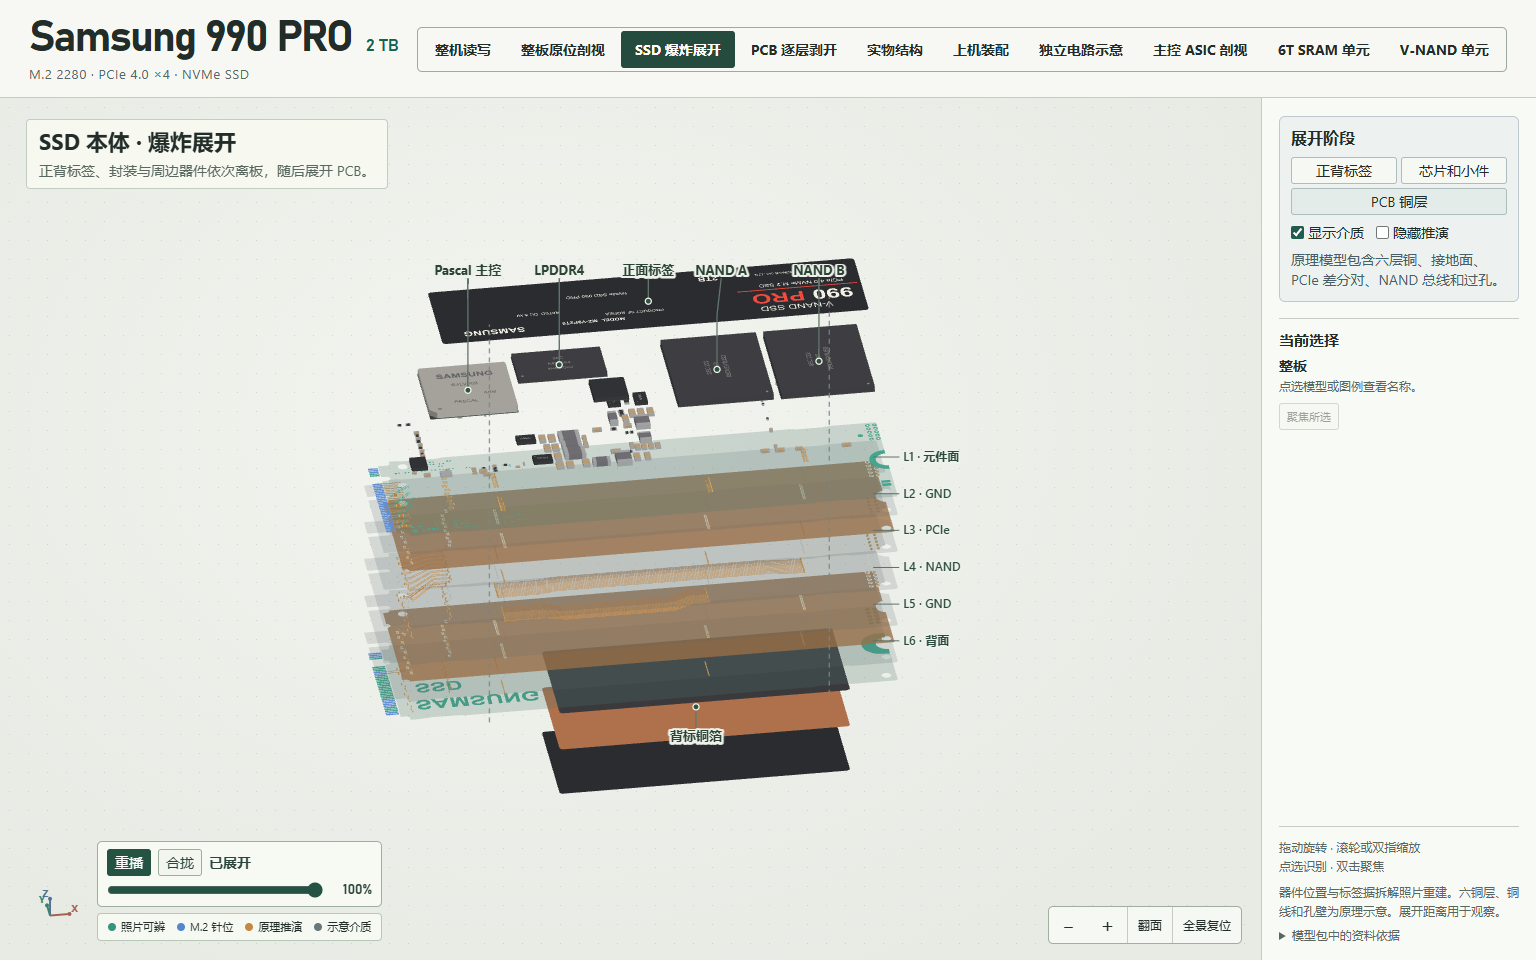 Samsung 990 PRO 2 TB
M.2 2280 · PCIe 4.0 ×4 · NVMe SSD
整机读写
整板原位剖视
SSD 爆炸展开
PCB 逐层剥开
实物结构
上机装配
独立电路示意
主控 ASIC 剖视
6T SRAM 单元
V-NAND 单元
SSD 本体 · 爆炸展开
正背标签、封装与周边器件依次离板，随后展开 PCB。
Pascal 主控
LPDDR4
正面标签
NAND A
NAND B
990 PRO
V-NAND SSD
SAMSUNG
SAMSUNG
L1 · 元件面
L2 · GND
L3 · PCIe
L4 · NAND
L5 · GND
L6 · 背面
SSD
SAMSUNG
背标铜箔
重播
合拢
已展开
100%
照片可辨
M.2 针位
原理推演
示意介质
Z
Y
X
−
+
翻面
全景复位
展开阶段
正背标签
芯片和小件
PCB 铜层
显示介质
隐藏推演
原理模型包含六层铜、接地面、
PCIe 差分对、NAND 总线和过孔。
当前选择
整板
点选模型或图例查看名称。
聚焦所选
拖动旋转 · 滚轮或双指缩放
点选识别 · 双击聚焦
器件位置与标签据拆解照片重建。六铜层、铜
线和孔壁为原理示意。展开距离用于观察。
模型包中的资料依据